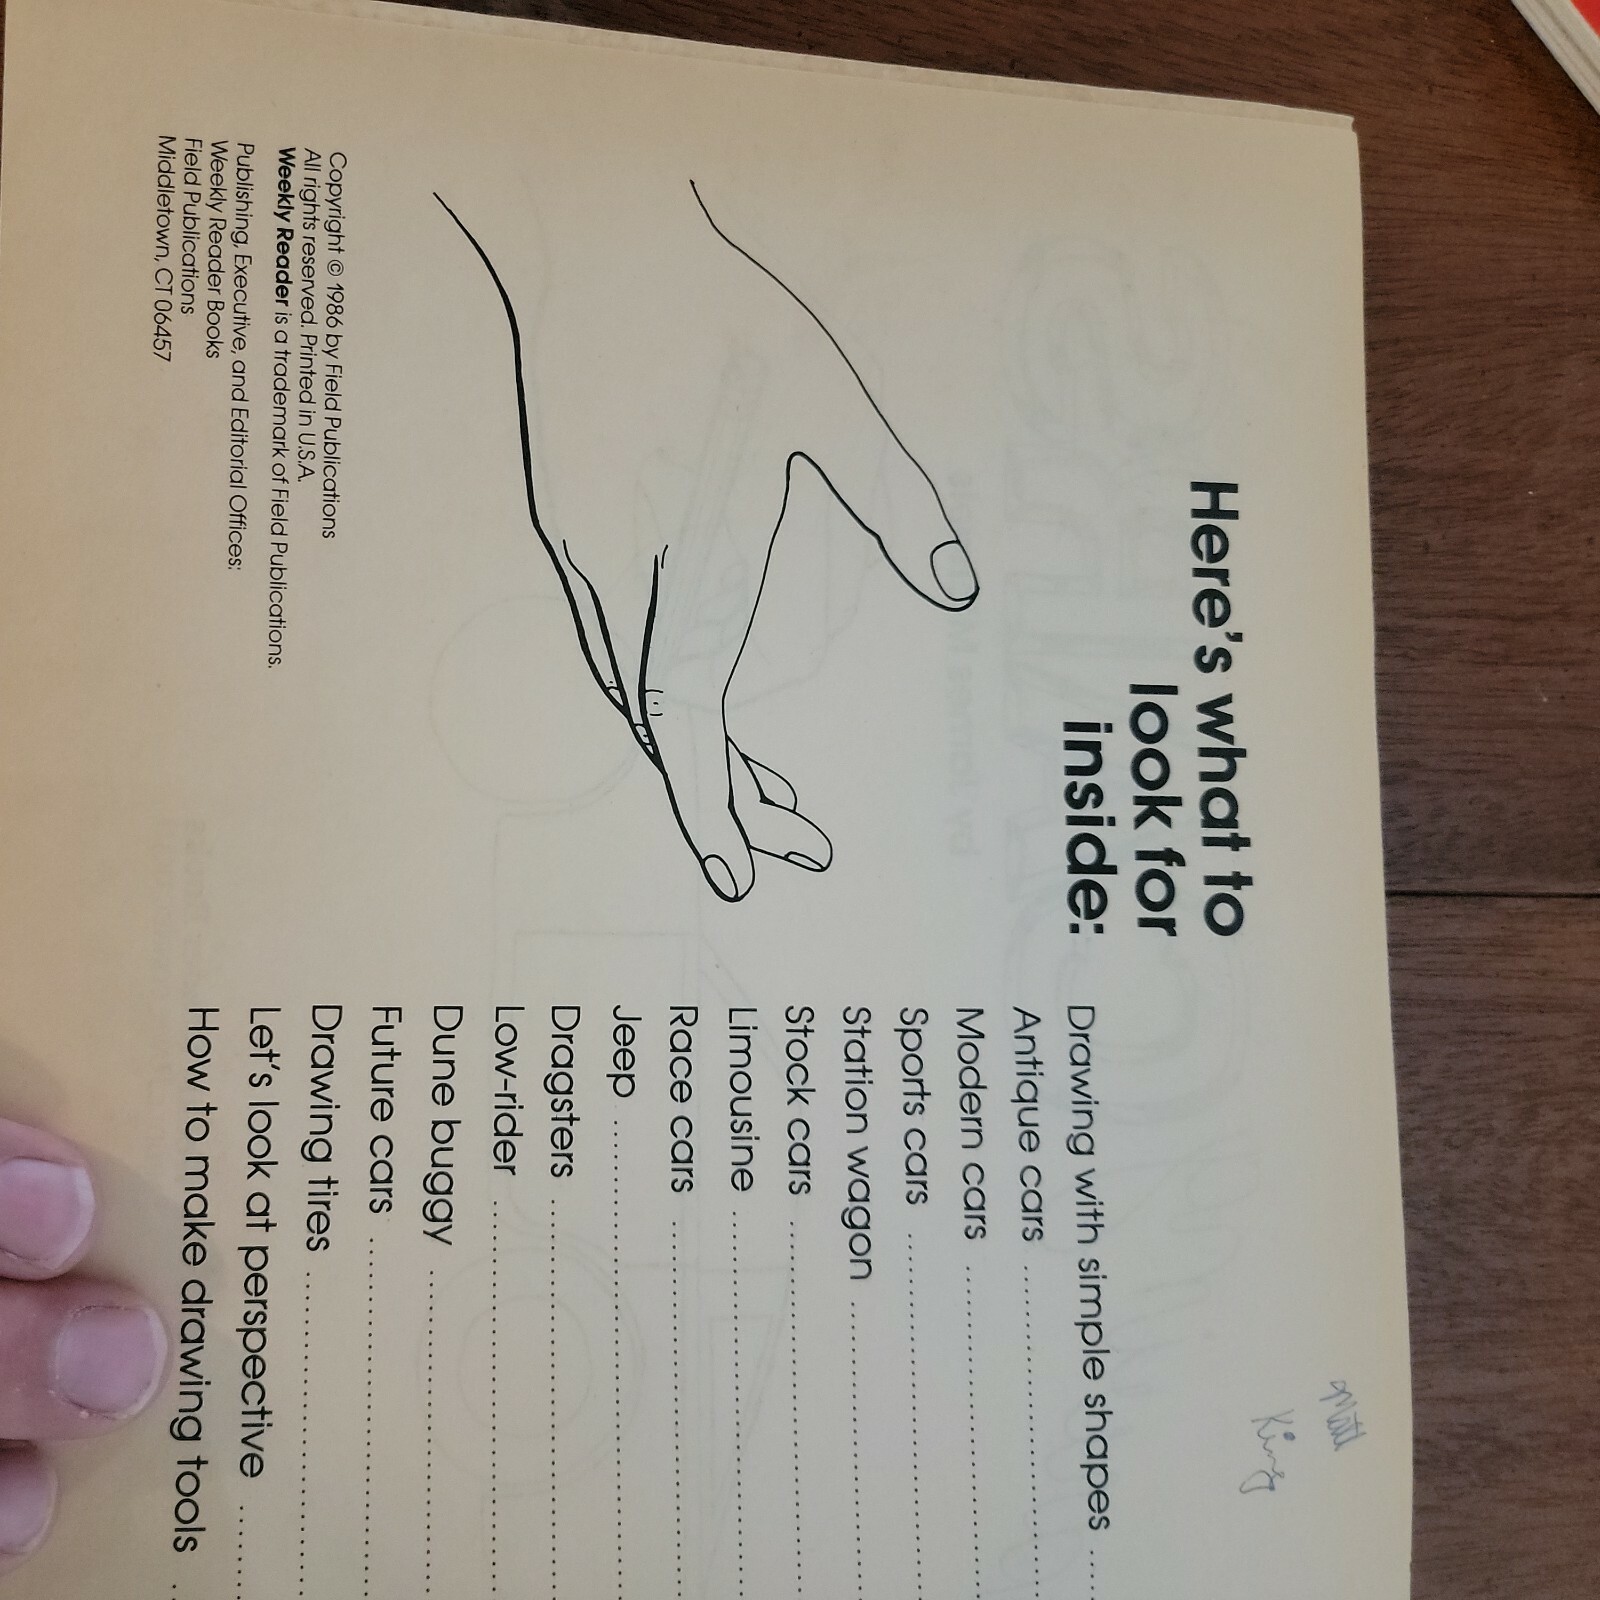 Matt
King
Here's what to
look for
inside:
Drawing with simple shapes ....
Antique cars ........................
Modern cars ........................
Sports cars ..........................
Station wagon .....................
Stock cars ...........................
Limousine ............................
Race cars ...........................
Jeep ....................................
Dragsters .............................
Low-rider .............................
Dune buggy .......................
Future cars ..........................
Drawing tires .......................
Let's look at perspective ........
How to make drawing tools ..
Copyright © 1986 by Field Publications
All rights reserved. Printed in U.S.A.
Weekly Reader is a trademark of Field Publications.
Publishing, Executive, and Editorial Offices:
Weekly Reader Books
Field Publications
Middletown, CT 06457